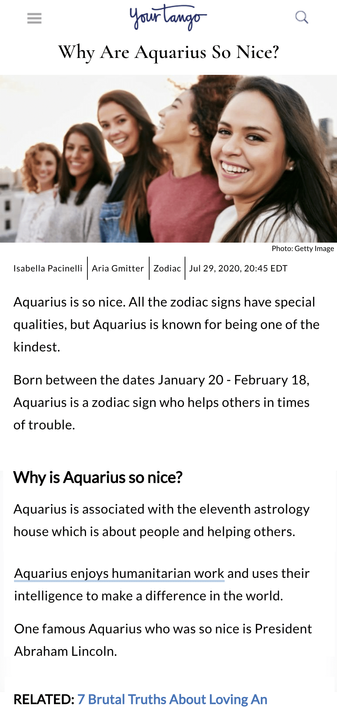 YourTango
Why Are Aquarius So Nice?
Photo: Getty Image
Isabella Pacinelli | Aria Gmitter | Zodiac | Jul 29, 2020, 20:45 EDT
Aquarius is so nice. All the zodiac signs have special
qualities, but Aquarius is known for being one of the
kindest.
Born between the dates January 20 - February 18,
Aquarius is a zodiac sign who helps others in times
of trouble.
Why is Aquarius so nice?
Aquarius is associated with the eleventh astrology
house which is about people and helping others.
Aquarius enjoys humanitarian work and uses their
intelligence to make a difference in the world.
One famous Aquarius who was so nice is President
Abraham Lincoln.
RELATED: 7 Brutal Truths About Loving An